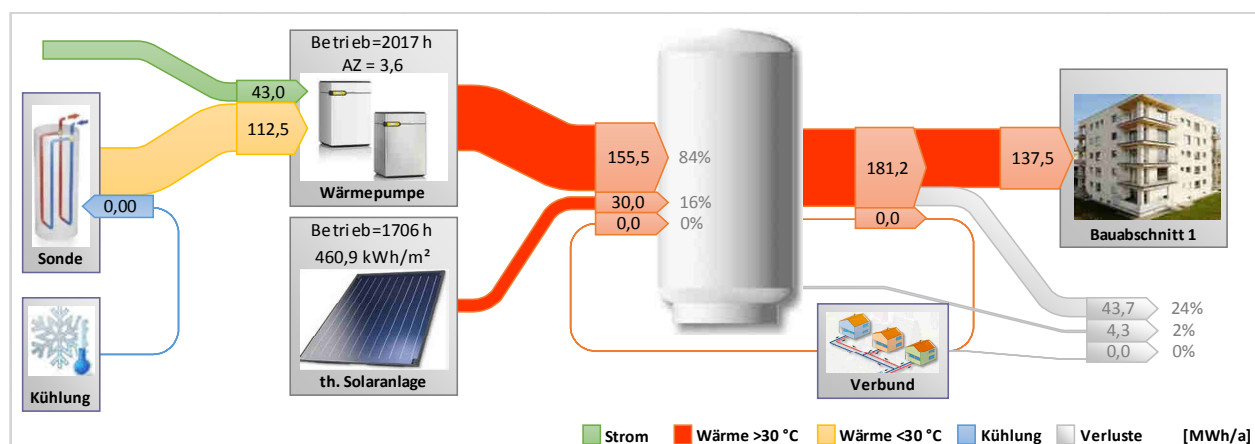 Betrieb=2017 h
AZ = 3,6
43,0
112,5
Wärmepumpe
0,00
Sonde
Kühlung
Betrieb=1706 h
460,9 kWh/m²
th. Solaranlage
155,5 84%
30,0 16%
0,0 0%
181,2
0,0
137,5
Bauabschnitt 1
43,7 24%
4,3 2%
0,0 0%
Verbund
Strom Wärme >30 °C Wärme <30 °C Kühlung Verluste [MWh/a]